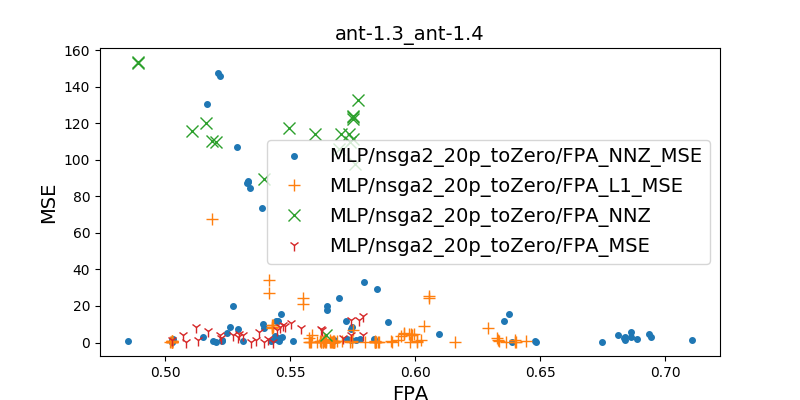 ant-1.3_ant-1.4
MSE
160
140
120
100
80
60
40
20
0
MLP/nsga2_20p_toZero/FPA_NNZ_MSE
MLP/nsga2_20p_toZero/FPA_L1_MSE
MLP/nsga2_20p_toZero/FPA_NNZ
MLP/nsga2_20p_toZero/FPA_MSE
0.50 0.55 0.60 0.65 0.70
FPA